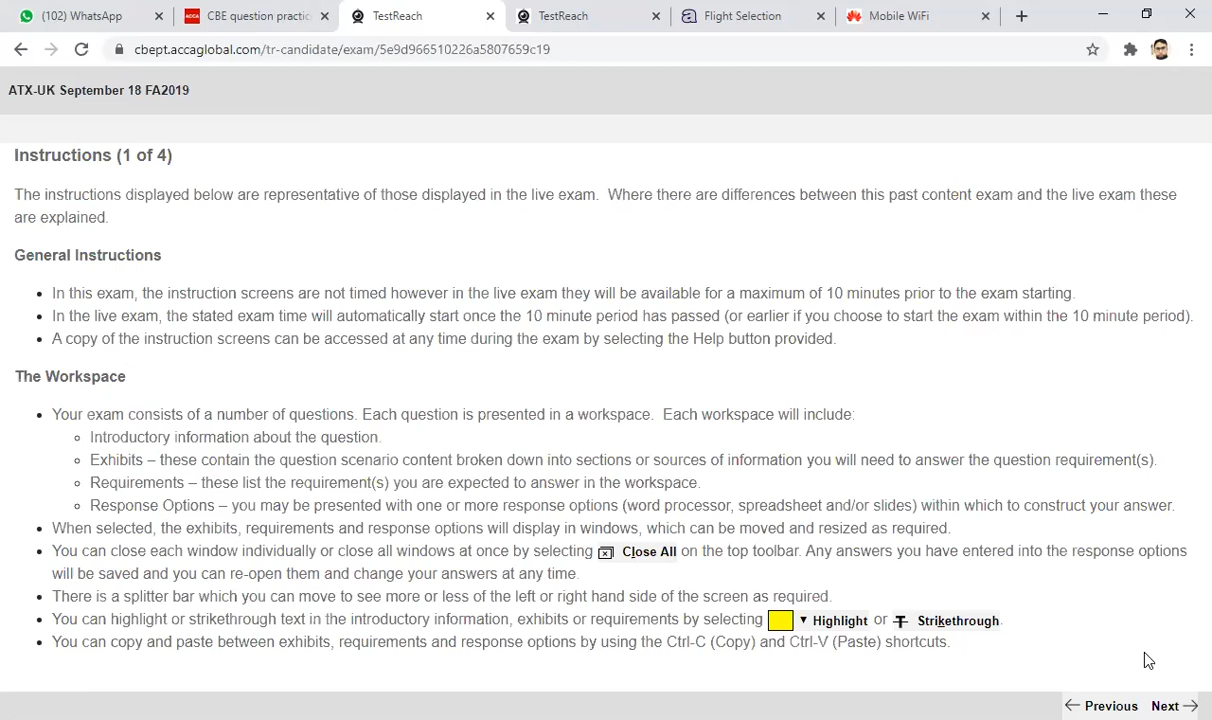 (102) WhatsApp
CBE question practic
TestReach
TestReach
Flight Selection
Mobile WiFi
cbept.accaglobal.com/tr-candidate/exam/5e9d966510226a5807659c19
ATX-UK September 18 FA2019
Instructions (1 of 4)
The instructions displayed below are representative of those displayed in the live exam.  Where there are differences between this past content exam and the live exam these
are explained.
General Instructions
• In this exam, the instruction screens are not timed however in the live exam they will be available for a maximum of 10 minutes prior to the exam starting.
• In the live exam, the stated exam time will automatically start once the 10 minute period has passed (or earlier if you choose to start the exam within the 10 minute period).
• A copy of the instruction screens can be accessed at any time during the exam by selecting the Help button provided.
The Workspace
• Your exam consists of a number of questions. Each question is presented in a workspace.  Each workspace will include:
◦ Introductory information about the question.
◦ Exhibits – these contain the question scenario content broken down into sections or sources of information you will need to answer the question requirement(s).
◦ Requirements – these list the requirement(s) you are expected to answer in the workspace.
◦ Response Options – you may be presented with one or more response options (word processor, spreadsheet and/or slides) within which to construct your answer.
• When selected, the exhibits, requirements and response options will display in windows, which can be moved and resized as required.
• You can close each window individually or close all windows at once by selecting Close All on the top toolbar. Any answers you have entered into the response options
will be saved and you can re-open them and change your answers at any time.
• There is a splitter bar which you can move to see more or less of the left or right hand side of the screen as required.
• You can highlight or strikethrough text in the introductory information, exhibits or requirements by selecting Highlight or Strikethrough.
• You can copy and paste between exhibits, requirements and response options by using the Ctrl-C (Copy) and Ctrl-V (Paste) shortcuts.
Previous Next